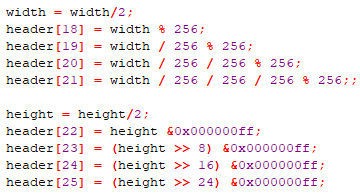 width = width/2;
header[18] = width % 256;
header[19] = width / 256 % 256;
header[20] = width / 256 / 256 % 256;
header[21] = width / 256 / 256 / 256 % 256;;
height = height/2;
header[22] = height &0x000000ff;
header[23] = (height >> 8) &0x000000ff;
header[24] = (height >> 16) &0x000000ff;
header[25] = (height >> 24) &0x000000ff;